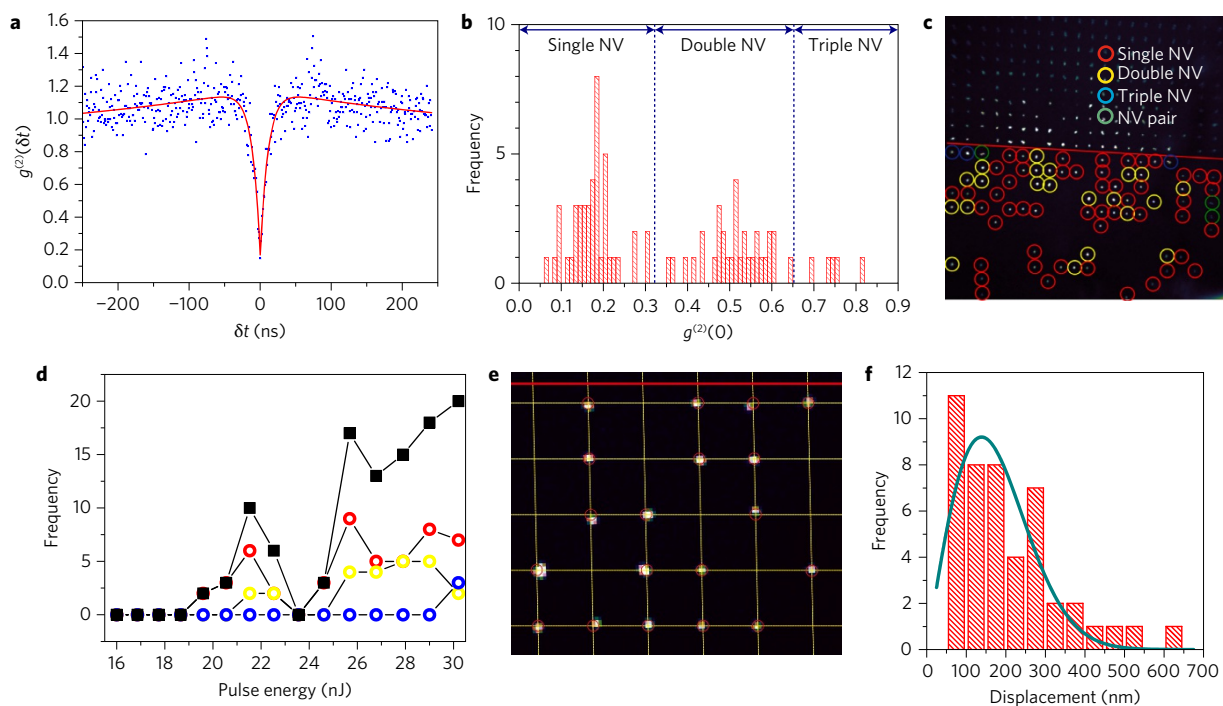 a
1.6
1.4
1.2
1.0
0.8
0.6
0.4
0.2
0.0
g(2)(δt)
−200
−100
0
100
200
δt (ns)
b
10
5
0
Frequency
Single NV
Double NV
Triple NV
0.0
0.1
0.2
0.3
0.4
0.5
0.6
0.7
0.8
0.9
g(2)(0)
c
Single NV
Double NV
Triple NV
NV pair
d
20
15
10
5
0
Frequency
16
18
20
22
24
26
28
30
Pulse energy (nJ)
e
f
12
10
8
6
4
2
0
Frequency
0
100
200
300
400
500
600
700
Displacement (nm)